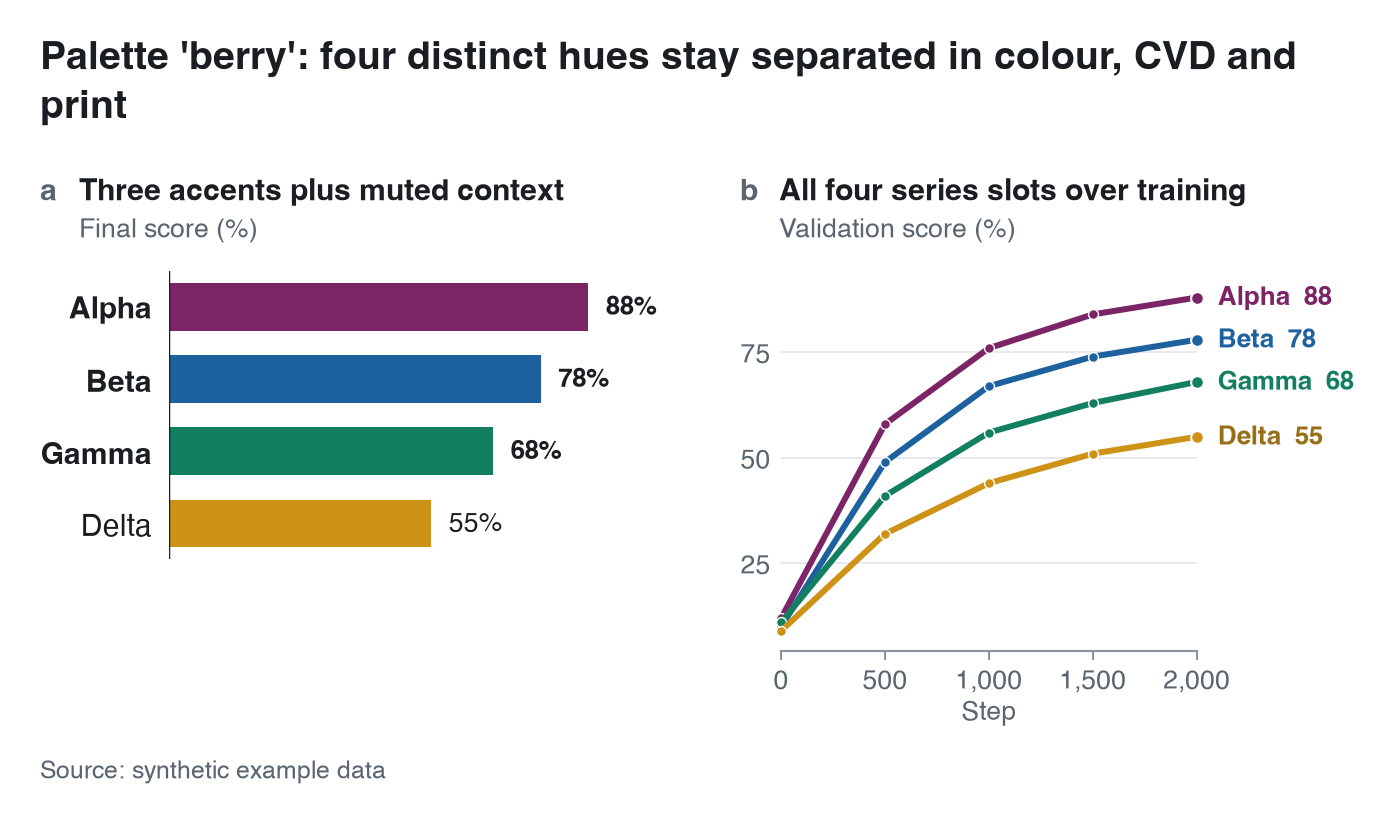 Palette 'berry': four distinct hues stay separated in colour, CVD and
print
a Three accents plus muted context
Final score (%)
Alpha 88%
Beta 78%
Gamma 68%
Delta 55%
b All four series slots over training
Validation score (%)
Alpha 88
Beta 78
Gamma 68
Delta 55
75
50
25
0 500 1,000 1,500 2,000
Step
Source: synthetic example data